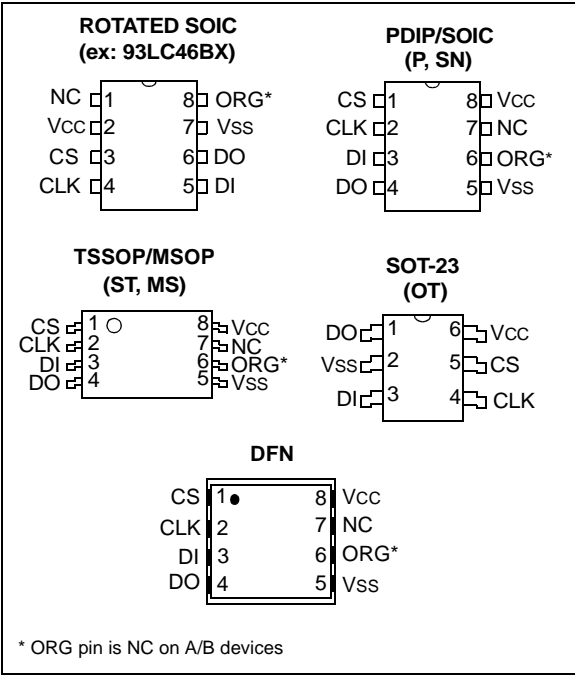 ROTATED SOIC
(ex: 93LC46BX)
NC 1 8 ORG*
VCC 2 7 VSS
CS 3 6 DO
CLK 4 5 DI
PDIP/SOIC
(P, SN)
CS 1 8 VCC
CLK 2 7 NC
DI 3 6 ORG*
DO 4 5 VSS
TSSOP/MSOP
(ST, MS)
CS 1 8 VCC
CLK 2 7 NC
DI 3 6 ORG*
DO 4 5 VSS
SOT-23
(OT)
DO 1 6 VCC
VSS 2 5 CS
DI 3 4 CLK
DFN
CS 1 8 VCC
CLK 2 7 NC
DI 3 6 ORG*
DO 4 5 VSS
* ORG pin is NC on A/B devices